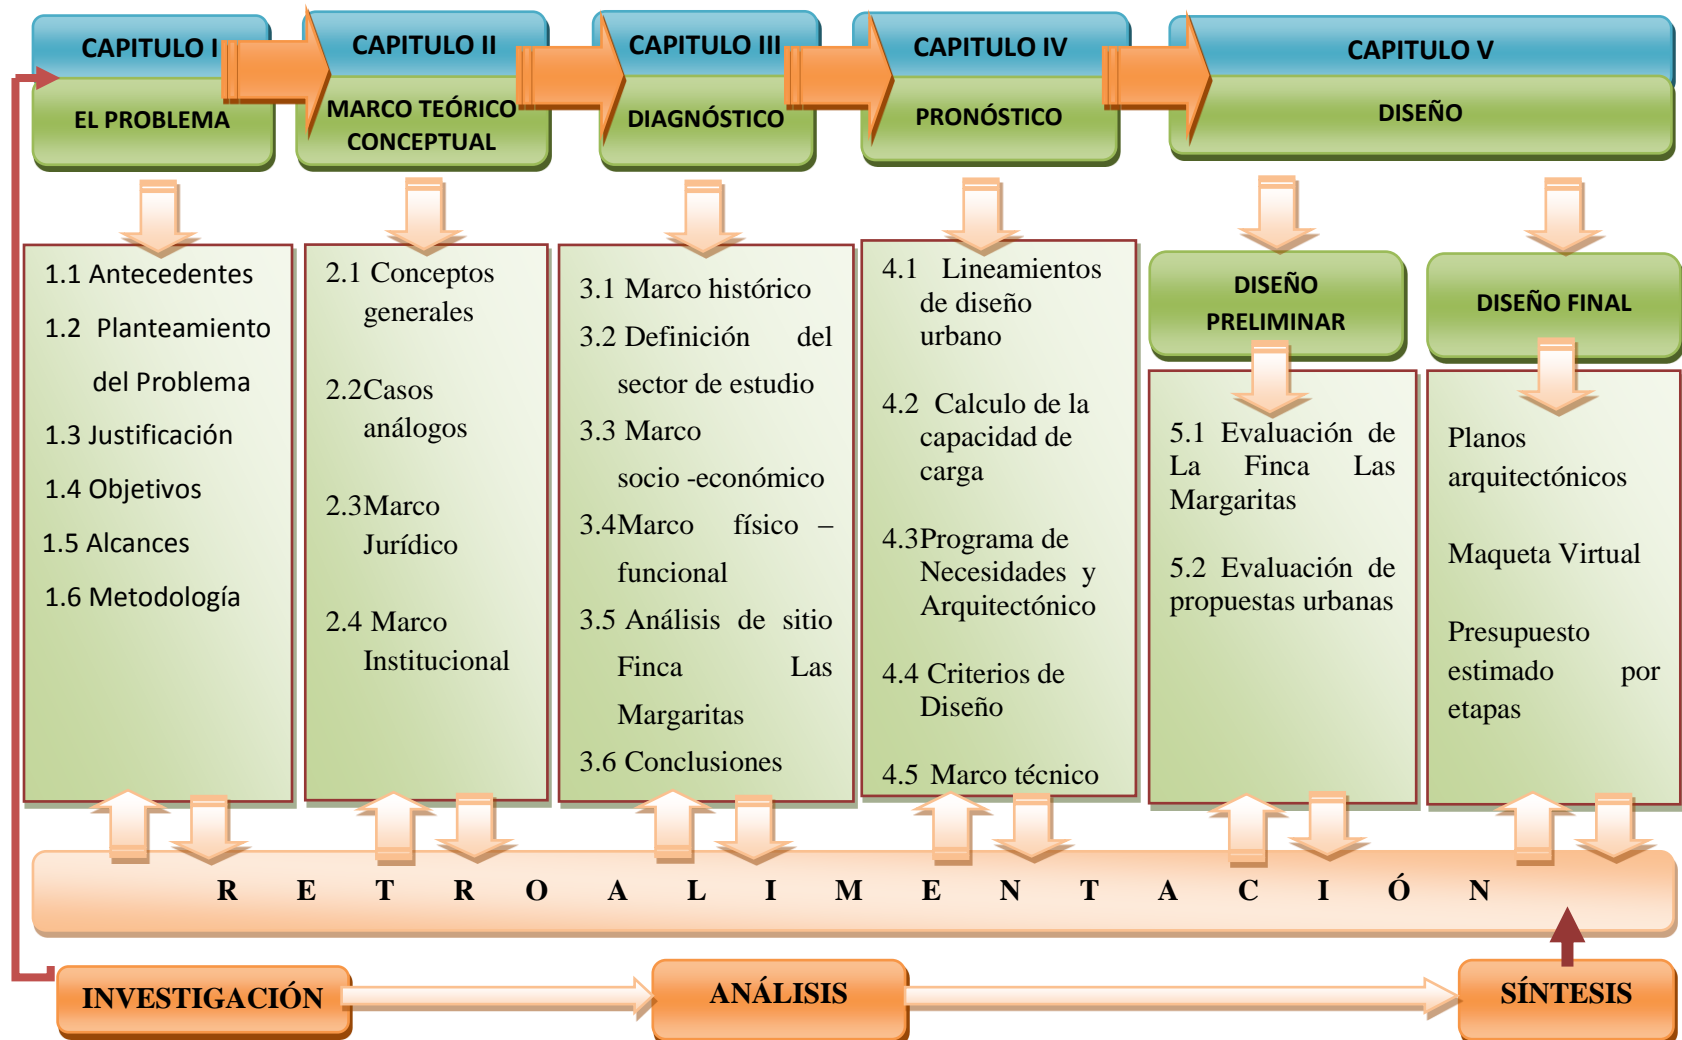 CAPITULO I
EL PROBLEMA
CAPITULO II
MARCO TEÓRICO
CONCEPTUAL
CAPITULO III
DIAGNÓSTICO
CAPITULO IV
PRONÓSTICO
CAPITULO V
DISEÑO
1.1 Antecedentes
1.2 Planteamiento
del Problema
1.3 Justificación
1.4 Objetivos
1.5 Alcances
1.6 Metodología
2.1 Conceptos
generales
2.2Casos
análogos
2.3Marco
Jurídico
2.4 Marco
Institucional
3.1 Marco histórico
3.2 Definición del
sector de estudio
3.3 Marco
socio -económico
3.4Marco físico –
funcional
3.5 Análisis de sitio
Finca Las
Margaritas
3.6 Conclusiones
4.1 Lineamientos
de diseño
urbano
4.2 Calculo de la
capacidad de
carga
4.3Programa de
Necesidades y
Arquitectónico
4.4 Criterios de
Diseño
4.5 Marco técnico
DISEÑO
PRELIMINAR
5.1 Evaluación de
La Finca Las
Margaritas
5.2 Evaluación de
propuestas urbanas
DISEÑO FINAL
Planos
arquitectónicos
Maqueta Virtual
Presupuesto
estimado por
etapas
R E T R O A L I M E N T A C I Ó N
INVESTIGACIÓN
ANÁLISIS
SÍNTESIS